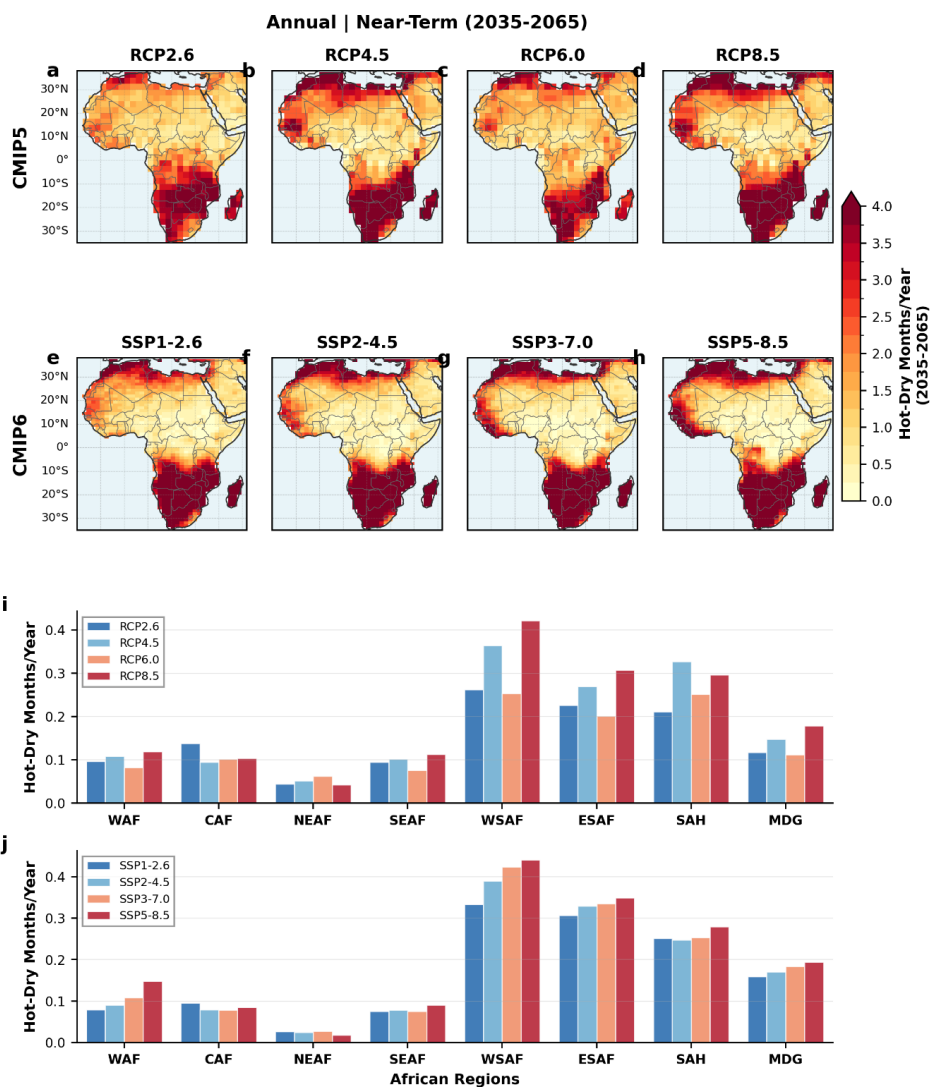 Annual | Near-Term (2035-2065)
a RCP2.6 b RCP4.5 c RCP6.0 d RCP8.5
CMIP5
30°N
20°N
10°N
0°
10°S
20°S
30°S
e SSP1-2.6 f SSP2-4.5 g SSP3-7.0 h SSP5-8.5
CMIP6
30°N
20°N
10°N
0°
10°S
20°S
30°S
4.0
3.5
3.0
2.5
2.0
1.5
1.0
0.5
0.0
Hot-Dry Months/Year
(2035-2065)
i
Hot-Dry Months/Year
0.4
0.3
0.2
0.1
0.0
RCP2.6
RCP4.5
RCP6.0
RCP8.5
WAF CAF NEAF SEAF WSAF ESAF SAH MDG
j
Hot-Dry Months/Year
0.4
0.3
0.2
0.1
0.0
SSP1-2.6
SSP2-4.5
SSP3-7.0
SSP5-8.5
WAF CAF NEAF SEAF WSAF ESAF SAH MDG
African Regions